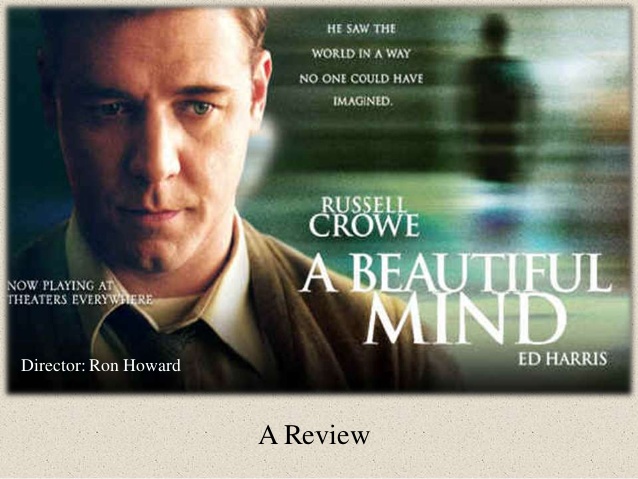 HE SAW THE
WORLD IN A WAY
NO ONE COULD HAVE
IMAGINED.
RUSSELL
CROWE
A BEAUTIFUL
MIND
ED HARRIS
NOW PLAYING AT
THEATERS EVERYWHERE
Director: Ron Howard
A Review